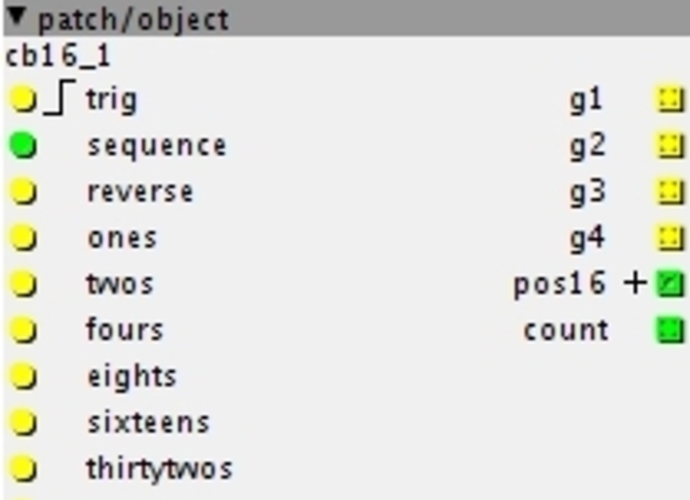 patch/object
cb16_1
trig g1
sequence g2
reverse g3
ones g4
twos pos16 +
fours count
eights
sixteens
thirtytwos